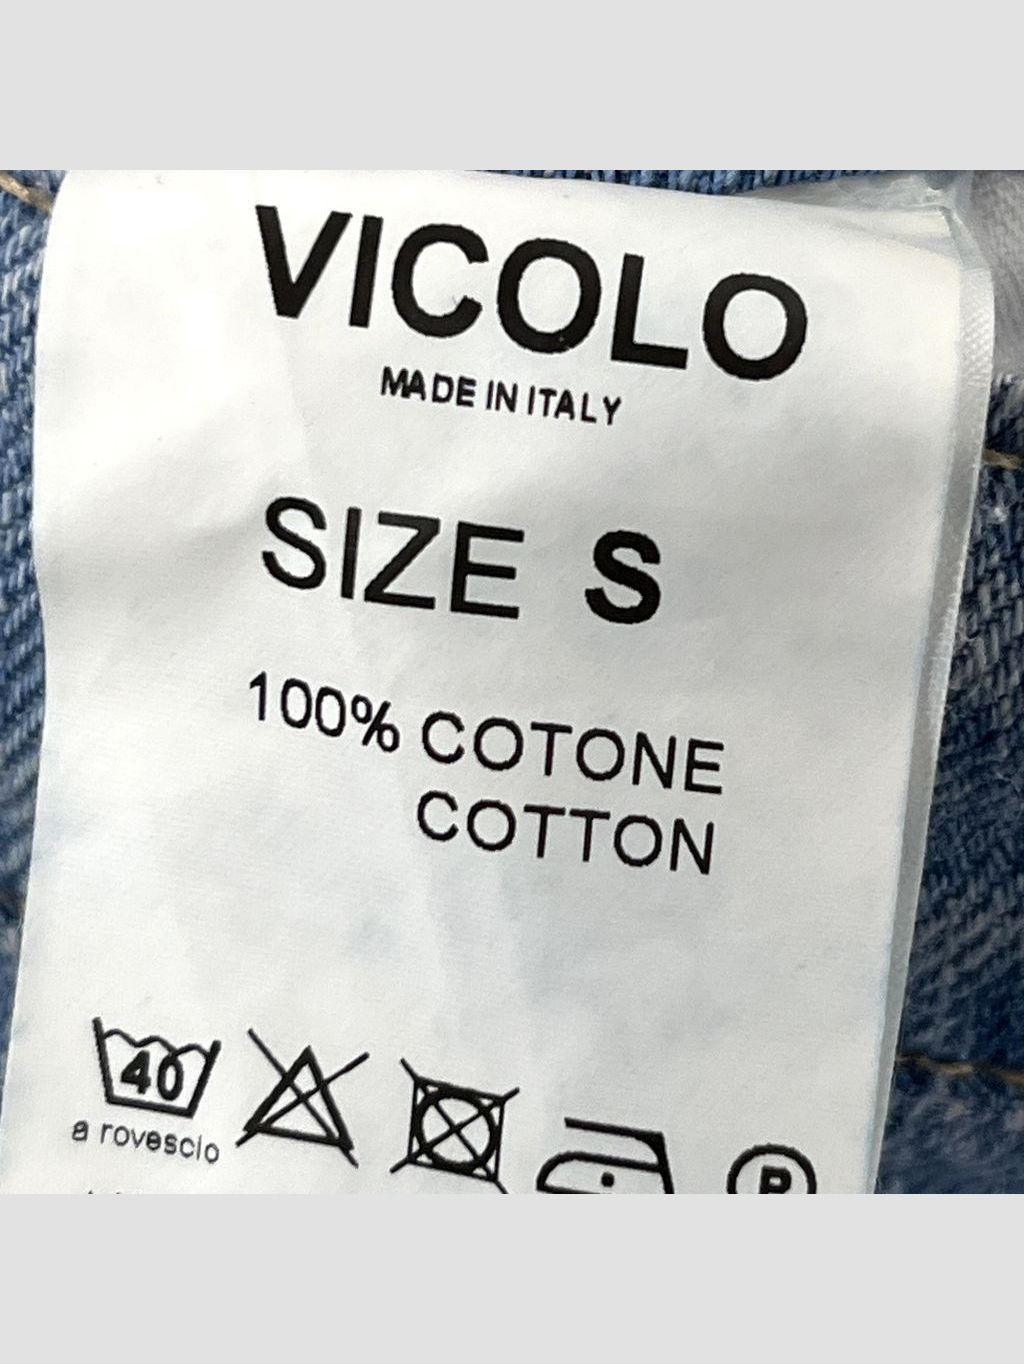 VICOLO
MADE IN ITALY
SIZE S
100% COTONE
COTTON
40
a rovescio
P